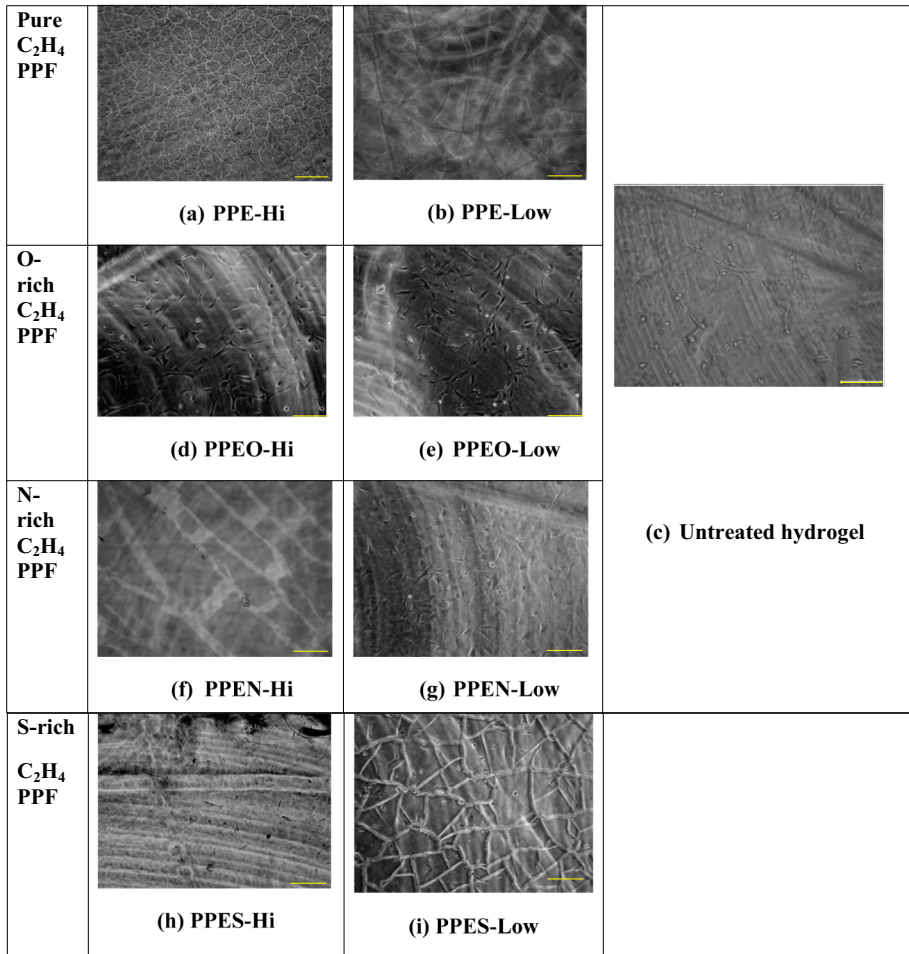 Pure
C₂H₄
PPF
(a) PPE-Hi
(b) PPE-Low
O-
rich
C₂H₄
PPF
(d) PPEO-Hi
(e) PPEO-Low
(c) Untreated hydrogel
N-
rich
C₂H₄
PPF
(f) PPEN-Hi
(g) PPEN-Low
S-rich
C₂H₄
PPF
(h) PPES-Hi
(i) PPES-Low